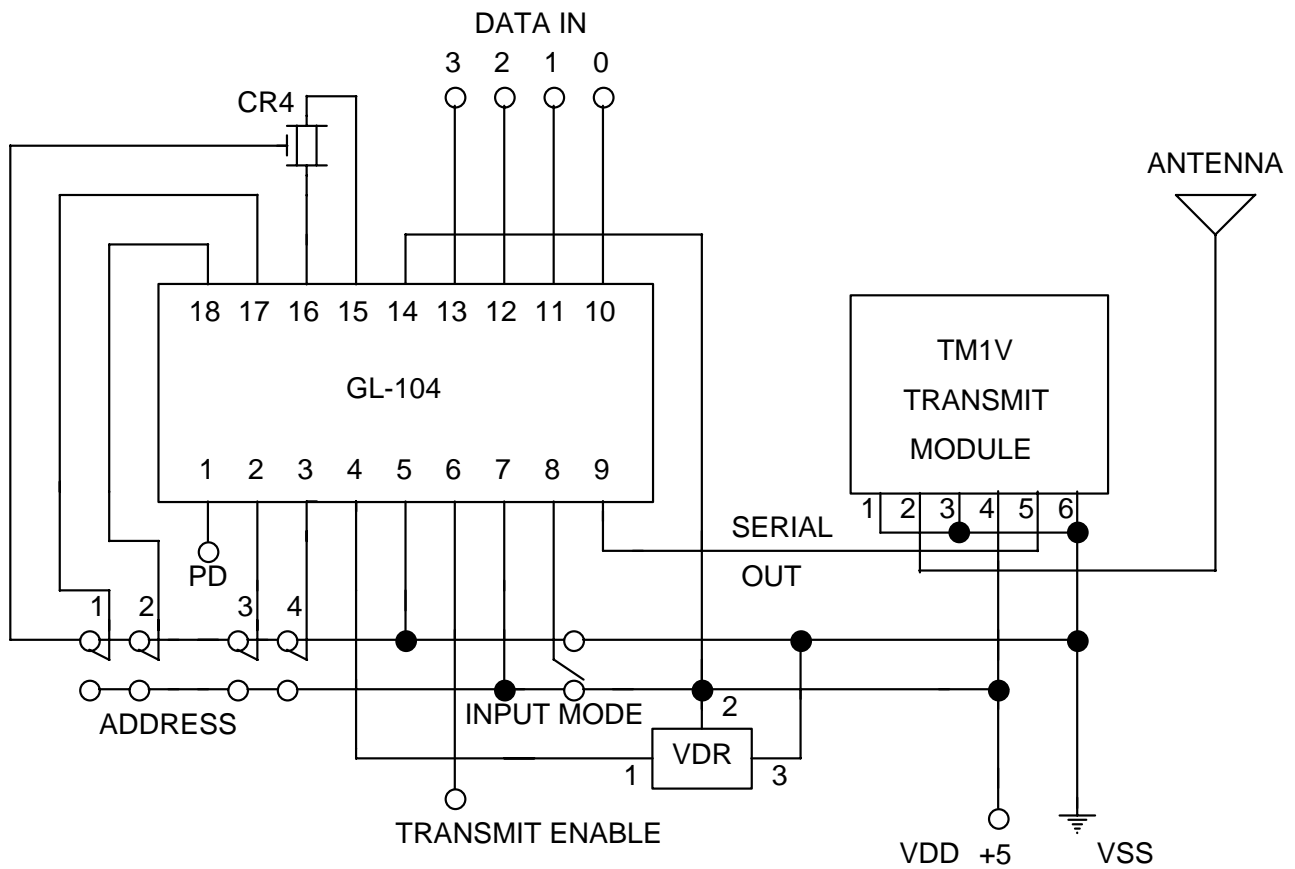 DATA IN
3 2 1 0
CR4
ANTENNA
18 17 16 15 14 13 12 11 10
GL-104
1 2 3 4 5 6 7 8 9
TM1V
TRANSMIT
MODULE
1 2 3 4 5 6
SERIAL
OUT
PD
1 2 3 4
ADDRESS
INPUT MODE
2
VDR
1
3
TRANSMIT ENABLE
VDD +5
VSS